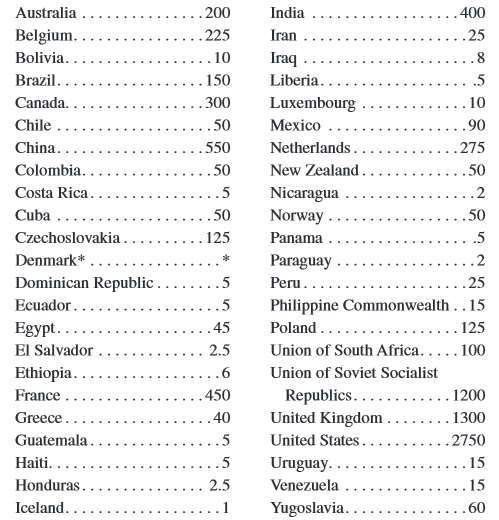 Australia . . . . . . . . . . . . . . . . 200
Belgium. . . . . . . . . . . . . . . . . 225
Bolivia. . . . . . . . . . . . . . . . . . . 10
Brazil. . . . . . . . . . . . . . . . . . . 150
Canada. . . . . . . . . . . . . . . . . . 300
Chile . . . . . . . . . . . . . . . . . . . . 50
China. . . . . . . . . . . . . . . . . . . 550
Colombia. . . . . . . . . . . . . . . . . 50
Costa Rica . . . . . . . . . . . . . . . . . 5
Cuba . . . . . . . . . . . . . . . . . . . . 50
Czechoslovakia . . . . . . . . . . 125
Denmark* . . . . . . . . . . . . . . . . . *
Dominican Republic . . . . . . . . 5
Ecuador . . . . . . . . . . . . . . . . . . . 5
Egypt. . . . . . . . . . . . . . . . . . . . 45
El Salvador . . . . . . . . . . . . . . 2.5
Ethiopia. . . . . . . . . . . . . . . . . . . 6
France . . . . . . . . . . . . . . . . . . 450
Greece . . . . . . . . . . . . . . . . . . . 40
Guatemala . . . . . . . . . . . . . . . . . 5
Haiti. . . . . . . . . . . . . . . . . . . . . . 5
Honduras . . . . . . . . . . . . . . . . 2.5
Iceland. . . . . . . . . . . . . . . . . . . . 1
India . . . . . . . . . . . . . . . . . . . 400
Iran . . . . . . . . . . . . . . . . . . . . . 25
Iraq . . . . . . . . . . . . . . . . . . . . . . 8
Liberia. . . . . . . . . . . . . . . . . . . .5
Luxembourg . . . . . . . . . . . . . 10
Mexico . . . . . . . . . . . . . . . . . . 90
Netherlands . . . . . . . . . . . . . 275
New Zealand . . . . . . . . . . . . . 50
Nicaragua . . . . . . . . . . . . . . . . 2
Norway . . . . . . . . . . . . . . . . . . 50
Panama . . . . . . . . . . . . . . . . . . .5
Paraguay . . . . . . . . . . . . . . . . . 2
Peru . . . . . . . . . . . . . . . . . . . . . 25
Philippine Commonwealth . . 15
Poland . . . . . . . . . . . . . . . . . . 125
Union of South Africa. . . . . 100
Union of Soviet Socialist
Republics. . . . . . . . . . . . 1200
United Kingdom . . . . . . . . 1300
United States . . . . . . . . . . . 2750
Uruguay. . . . . . . . . . . . . . . . . . 15
Venezuela . . . . . . . . . . . . . . . . 15
Yugoslavia. . . . . . . . . . . . . . . . 60